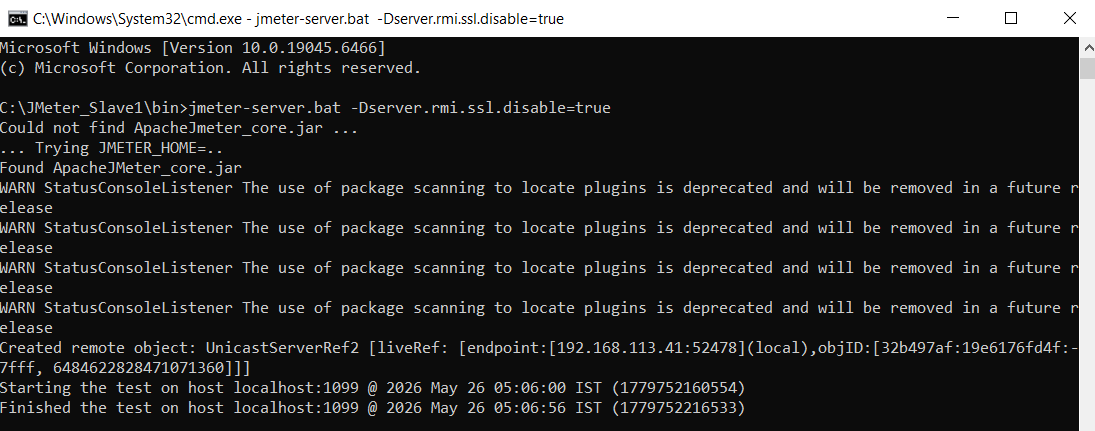 C:\Windows\System32\cmd.exe - jmeter-server.bat  -Dserver.rmi.ssl.disable=true
Microsoft Windows [Version 10.0.19045.6466]
(c) Microsoft Corporation. All rights reserved.
C:\JMeter_Slave1\bin>jmeter-server.bat -Dserver.rmi.ssl.disable=true
Could not find ApacheJmeter_core.jar ...
... Trying JMETER_HOME=..
Found ApacheJMeter_core.jar
WARN StatusConsoleListener The use of package scanning to locate plugins is deprecated and will be removed in a future r
elease
WARN StatusConsoleListener The use of package scanning to locate plugins is deprecated and will be removed in a future r
elease
WARN StatusConsoleListener The use of package scanning to locate plugins is deprecated and will be removed in a future r
elease
WARN StatusConsoleListener The use of package scanning to locate plugins is deprecated and will be removed in a future r
elease
Created remote object: UnicastServerRef2 [liveRef: [endpoint:[192.168.113.41:52478](local),objID:[32b497af:19e6176fd4f:-
7fff, 6484622828471071360]]]
Starting the test on host localhost:1099 @ 2026 May 26 05:06:00 IST (1779752160554)
Finished the test on host localhost:1099 @ 2026 May 26 05:06:56 IST (1779752216533)